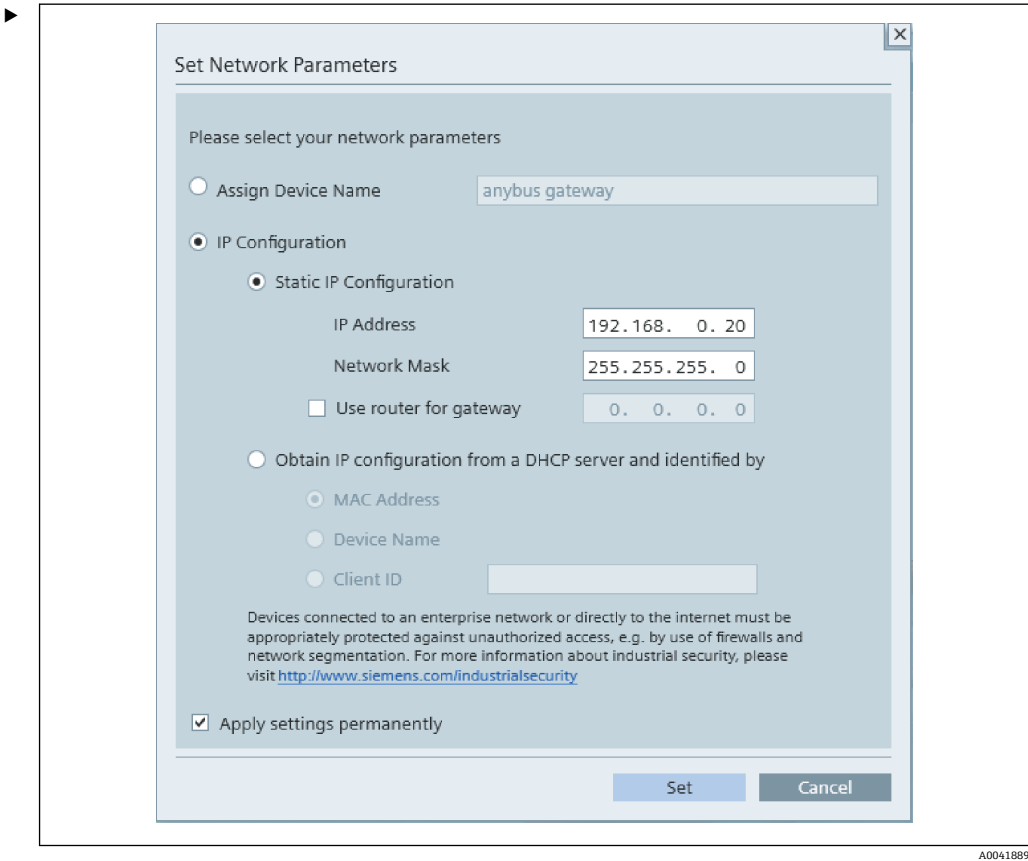 Set Network Parameters
Please select your network parameters
Assign Device Name anybus gateway
IP Configuration
Static IP Configuration
IP Address 192.168. 0. 20
Network Mask 255.255.255. 0
Use router for gateway 0. 0. 0. 0
Obtain IP configuration from a DHCP server and identified by
MAC Address
Device Name
Client ID
Devices connected to an enterprise network or directly to the internet must be
appropriately protected against unauthorized access, e.g. by use of firewalls and
network segmentation. For more information about industrial security, please
visit http://www.siemens.com/industrialsecurity
Apply settings permanently
Set Cancel
A0041889